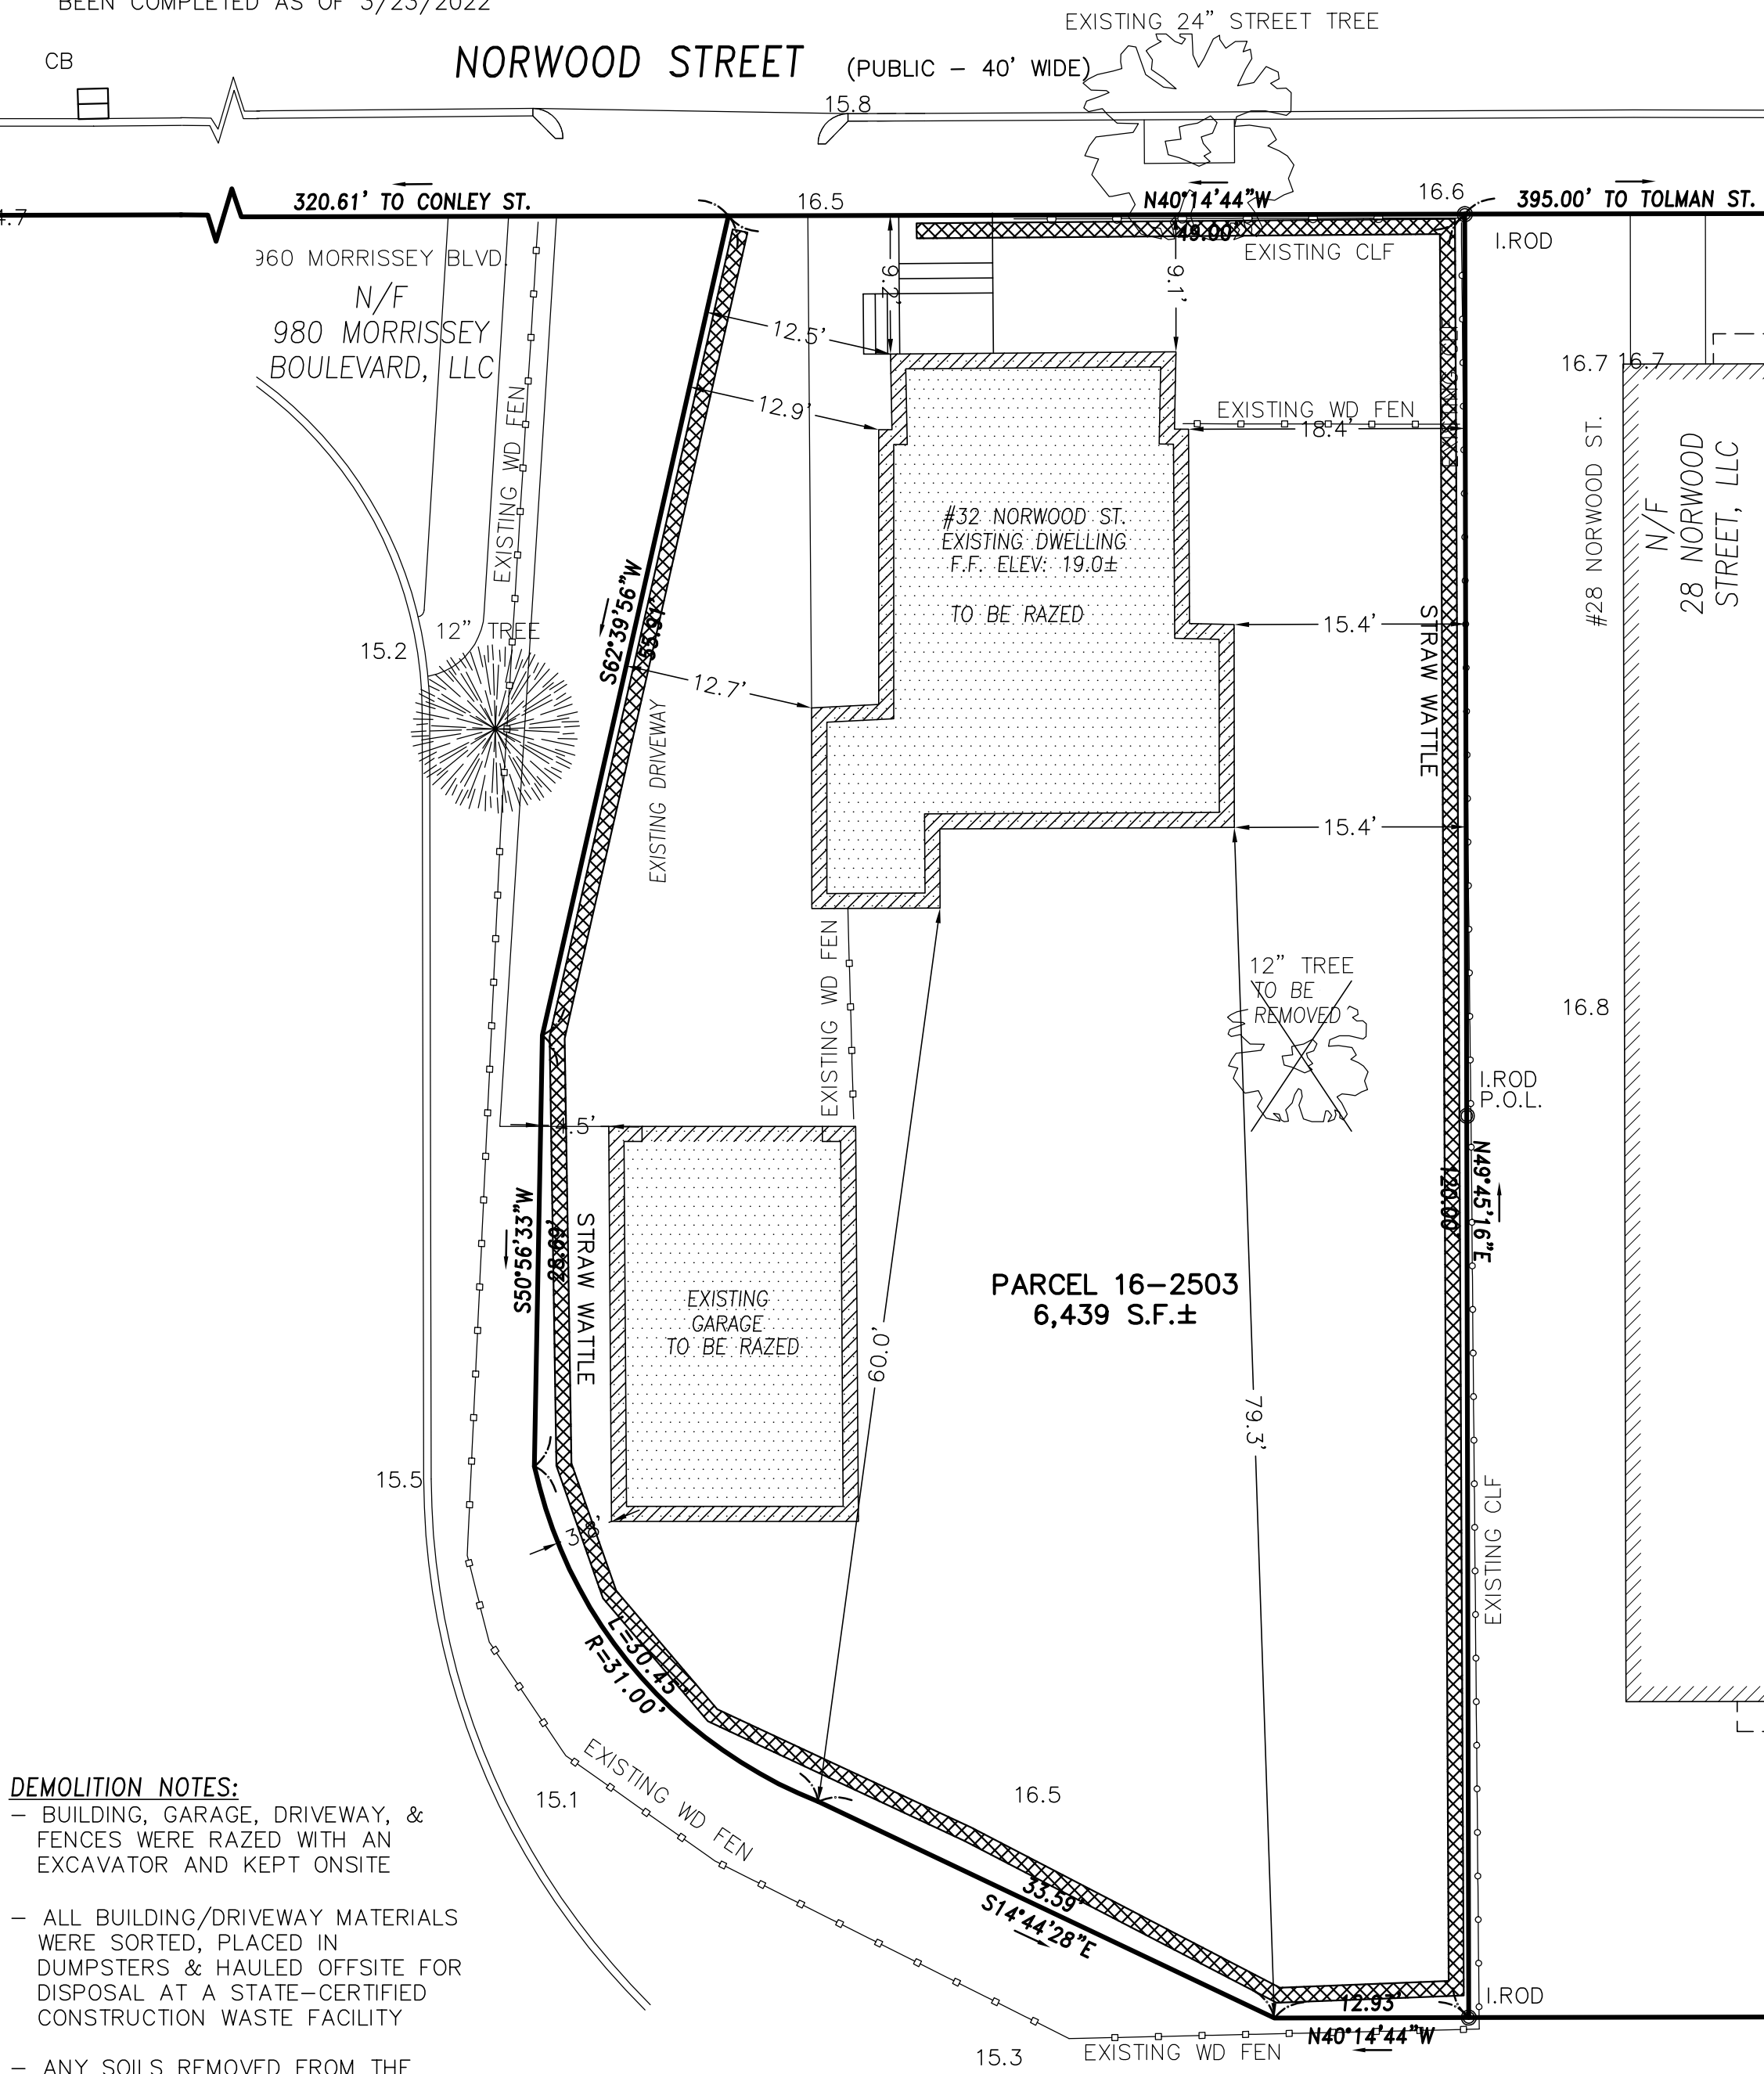 BEEN COMPLETED AS OF 3/23/2022
EXISTING 24" STREET TREE
CB
NORWOOD STREET (PUBLIC - 40' WIDE)
15.8
320.61' TO CONLEY ST.
16.5
N40°14'44"W
49.00'
16.6
395.00' TO TOLMAN ST.
I.ROD
EXISTING CLF
960 MORRISSEY BLVD.
N/F
980 MORRISSEY
BOULEVARD, LLC
EXISTING WD FEN
9.2'
9.1'
12.5'
12.9'
EXISTING WD FEN
18.4'
16.7 16.7
#28 NORWOOD ST.
N/F
28 NORWOOD
STREET, LLC
#32 NORWOOD ST.
EXISTING DWELLING
F.F. ELEV: 19.0±
TO BE RAZED
S62°39'56"W
55.91'
12" TREE
15.2
15.4'
STRAW WATTLE
12.7'
EXISTING DRIVEWAY
15.4'
EXISTING WD FEN
12" TREE
TO BE
REMOVED
16.8
I.ROD
P.O.L.
4.5'
N49°45'16"E
120.00'
S50°56'33"W
28.69'
STRAW WATTLE
EXISTING
GARAGE
TO BE RAZED
PARCEL 16-2503
6,439 S.F.±
60.0'
79.3'
15.5
EXISTING CLF
L=30.45'
R=31.00'
EXISTING WD FEN
15.1
16.5
33.59'
S14°44'28"E
12.93'
N40°14'44"W
I.ROD
15.3
EXISTING WD FEN
DEMOLITION NOTES:
- BUILDING, GARAGE, DRIVEWAY, &
FENCES WERE RAZED WITH AN
EXCAVATOR AND KEPT ONSITE
- ALL BUILDING/DRIVEWAY MATERIALS
WERE SORTED, PLACED IN
DUMPSTERS & HAULED OFFSITE FOR
DISPOSAL AT A STATE-CERTIFIED
CONSTRUCTION WASTE FACILITY
- ANY SOILS REMOVED FROM THE